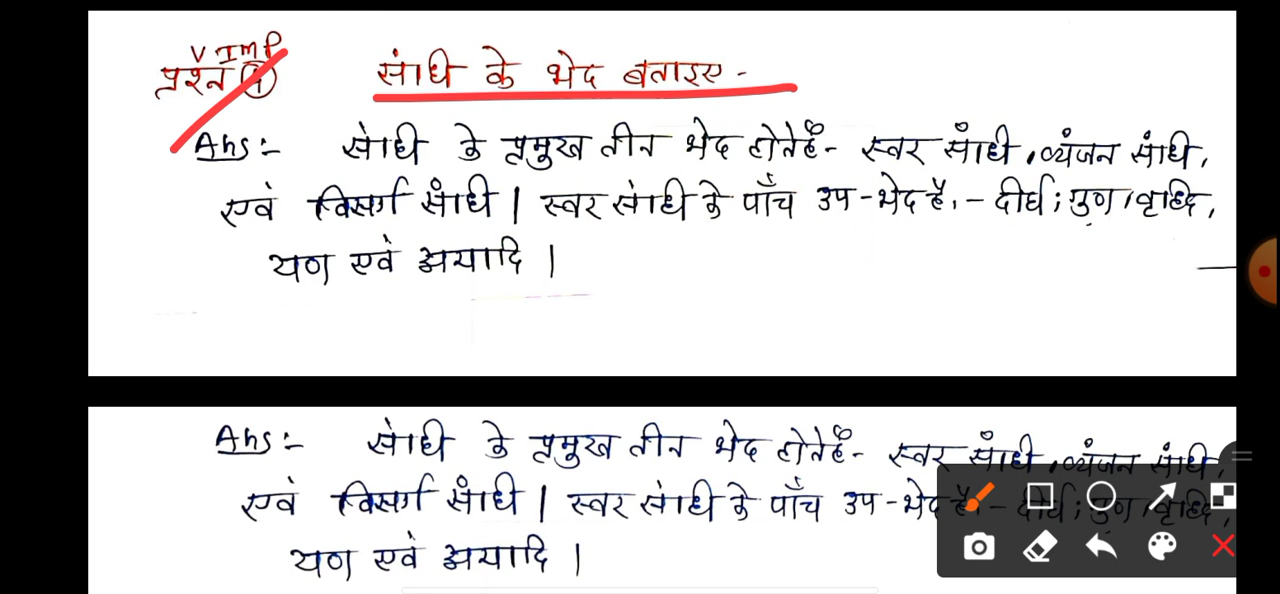 V IMP
प्रश्न ① संधि के भेद बताइए -
Ans:- संधी के प्रमुख तीन भेद होते हैं - स्वर संधी, व्यंजन संधी,
एवं विसर्ग संधी | स्वर संधी के पाँच उप-भेद है, - दीर्घ; गुण, वृद्धि,
यण एवं अयादि |
Ans:- संधी के प्रमुख तीन भेद होते हैं - स्वर संधी, व्यंजन संधी,
एवं विसर्ग संधी | स्वर संधी के पाँच उप-भेद है, - दीर्घ; गुण, वृद्धि,
यण एवं अयादि |